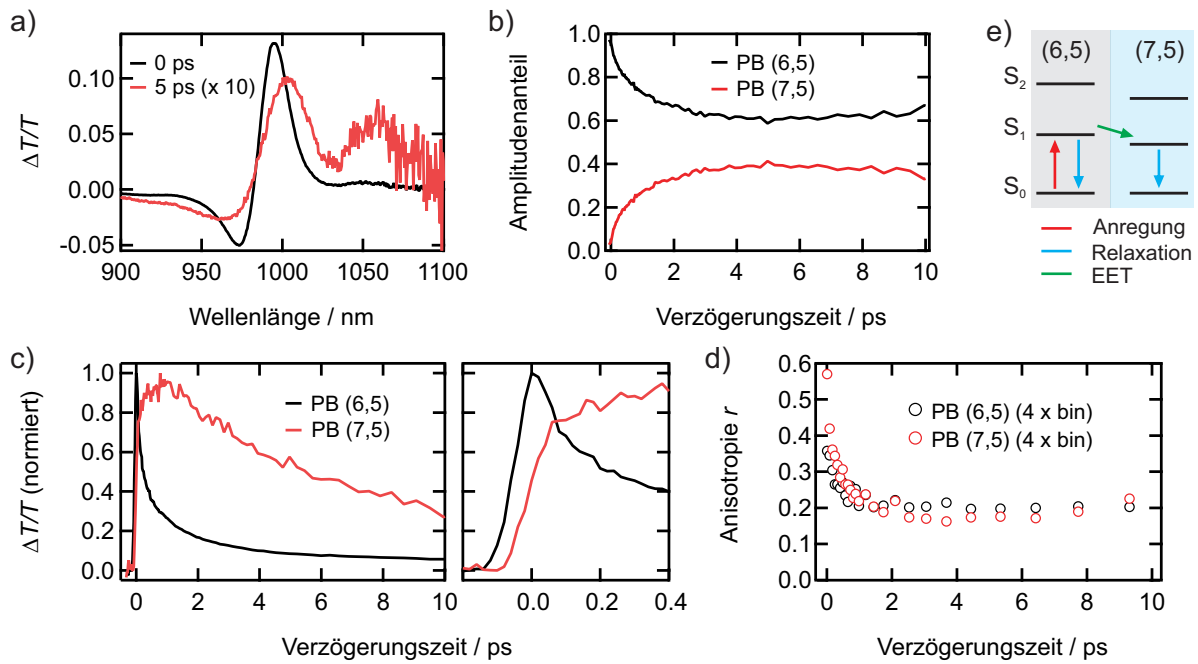 a)
0 ps
5 ps (x 10)
ΔT/T
0.10
0.05
0.00
-0.05
900
950
1000
1050
1100
Wellenlänge / nm
b)
PB (6,5)
PB (7,5)
Amplitudenanteil
1.0
0.8
0.6
0.4
0.2
0.0
0
2
4
6
8
10
Verzögerungszeit / ps
e)
(6,5)
(7,5)
S2
S1
S0
Anregung
Relaxation
EET
c)
PB (6,5)
PB (7,5)
ΔT/T (normiert)
1.0
0.8
0.6
0.4
0.2
0.0
0
2
4
6
8
10
0.0
0.2
0.4
Verzögerungszeit / ps
d)
PB (6,5) (4 x bin)
PB (7,5) (4 x bin)
Anisotropie r
0.6
0.5
0.4
0.3
0.2
0.1
0.0
0
2
4
6
8
10
Verzögerungszeit / ps